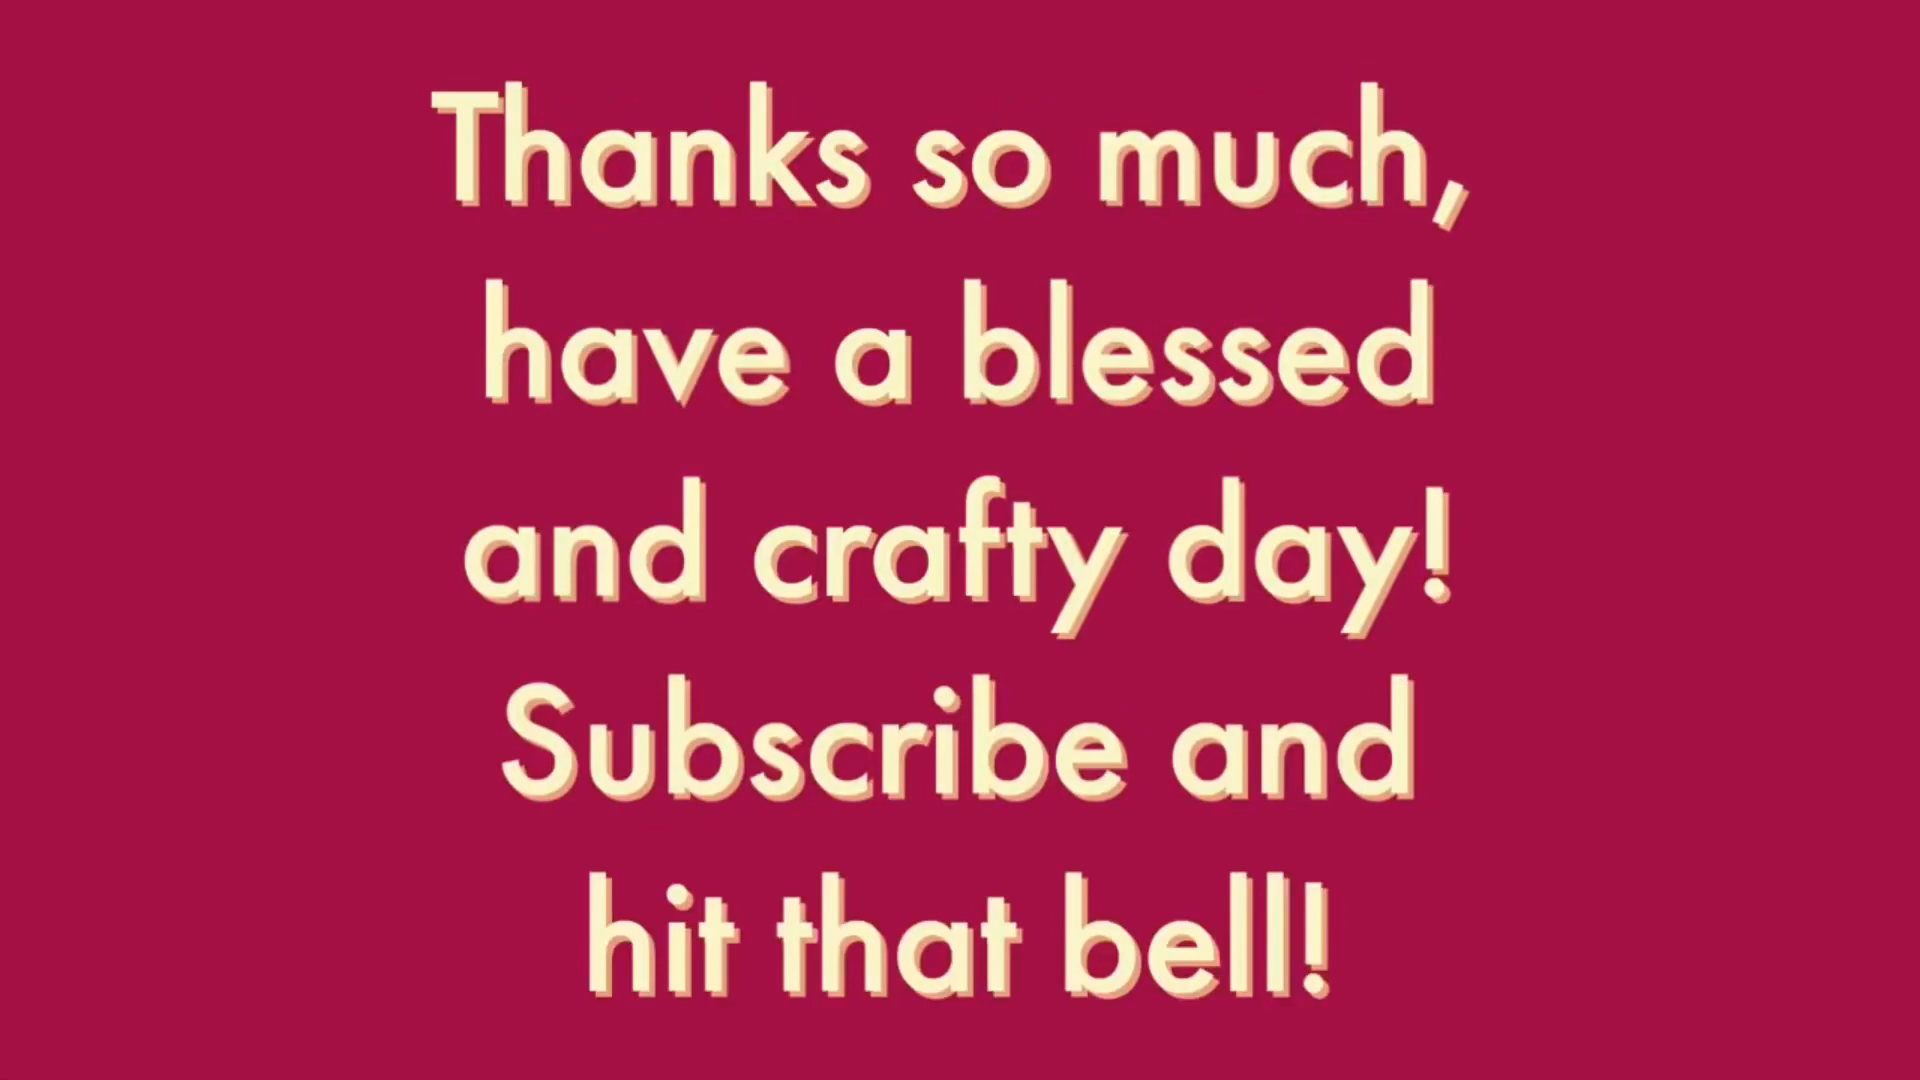 Thanks so much,
have a blessed
and crafty day!
Subscribe and
hit that bell!